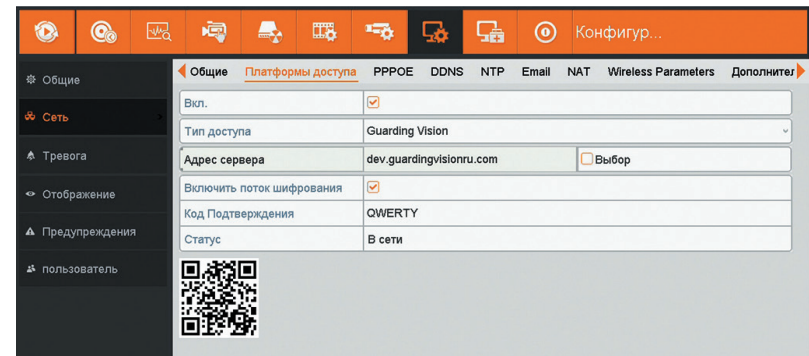 Конфигур...
Общие
Сеть
Тревога
Отображение
Предупреждения
пользователь
Общие Платформы доступа PPPOE DDNS NTP Email NAT Wireless Parameters Дополнител
Вкл.
Тип доступа Guarding Vision
Адрес сервера dev.guardingvisionru.com Выбор
Включить поток шифрования
Код Подтверждения QWERTY
Статус В сети